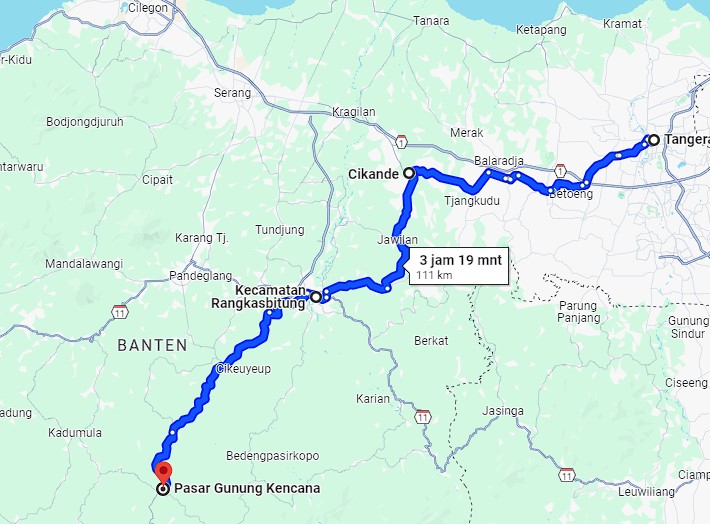 Cilegon
Tanara
Ketapang
Kramat
r-Kidu
Serang
Kragilan
Bodjongdjuruh
1
Merak
Tangera
Balaradja
1
Cikande
Betoeng
ntarwaru
Cipait
Tjangkudu
Tundjung
Karang Tj.
Jawilan
Mandalawangi
Pandeglang
3 jam 19 mnt
111 km
Kecamatan
Rangkasbitung
11
Parung
Panjang
Gunung
Sindur
BANTEN
Berkat
Cikeuyeup
Ciseeng
Karian
adung
Kadumula
11
Jasinga
Bedengpasirkopo
11
Ciamp
Pasar Gunung Kencana
Leuwiliang